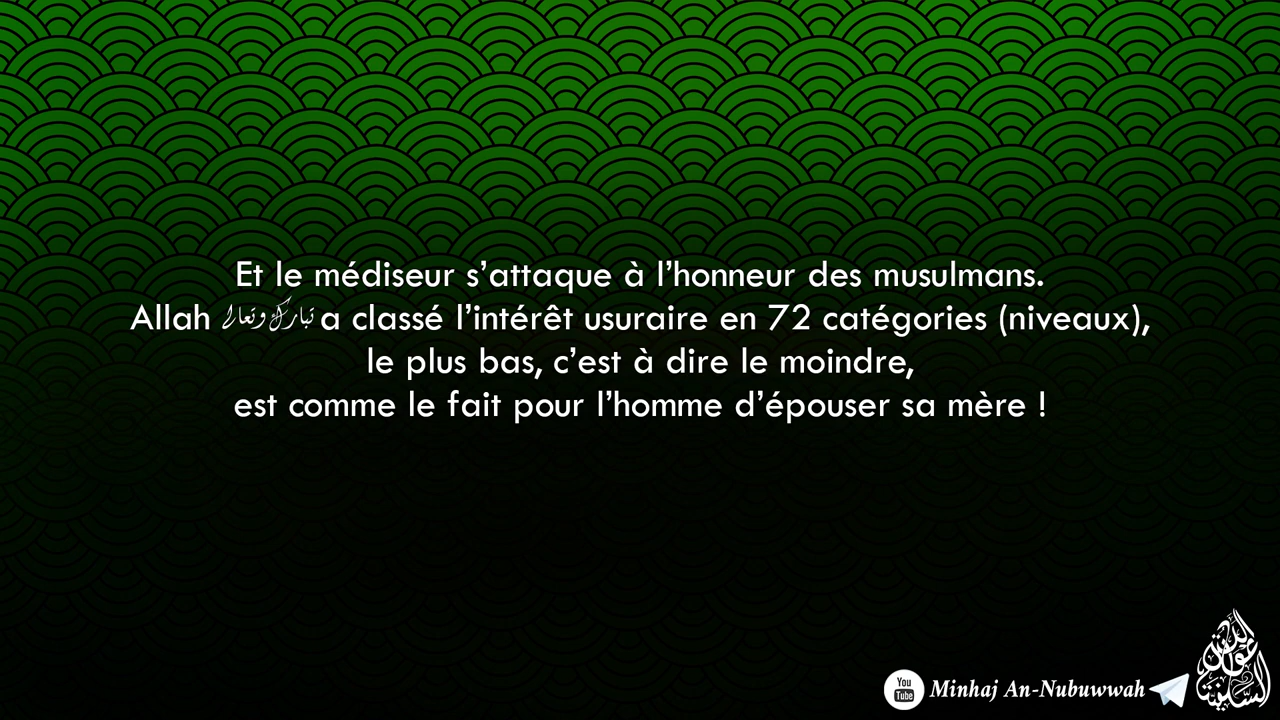 Et le médiseur s’attaque à l’honneur des musulmans.
Allah تبارك وتعالى a classé l’intérêt usuraire en 72 catégories (niveaux),
le plus bas, c’est à dire le moindre,
est comme le fait pour l’homme d’épouser sa mère !
You
Tube
Minhaj An-Nubuwwah